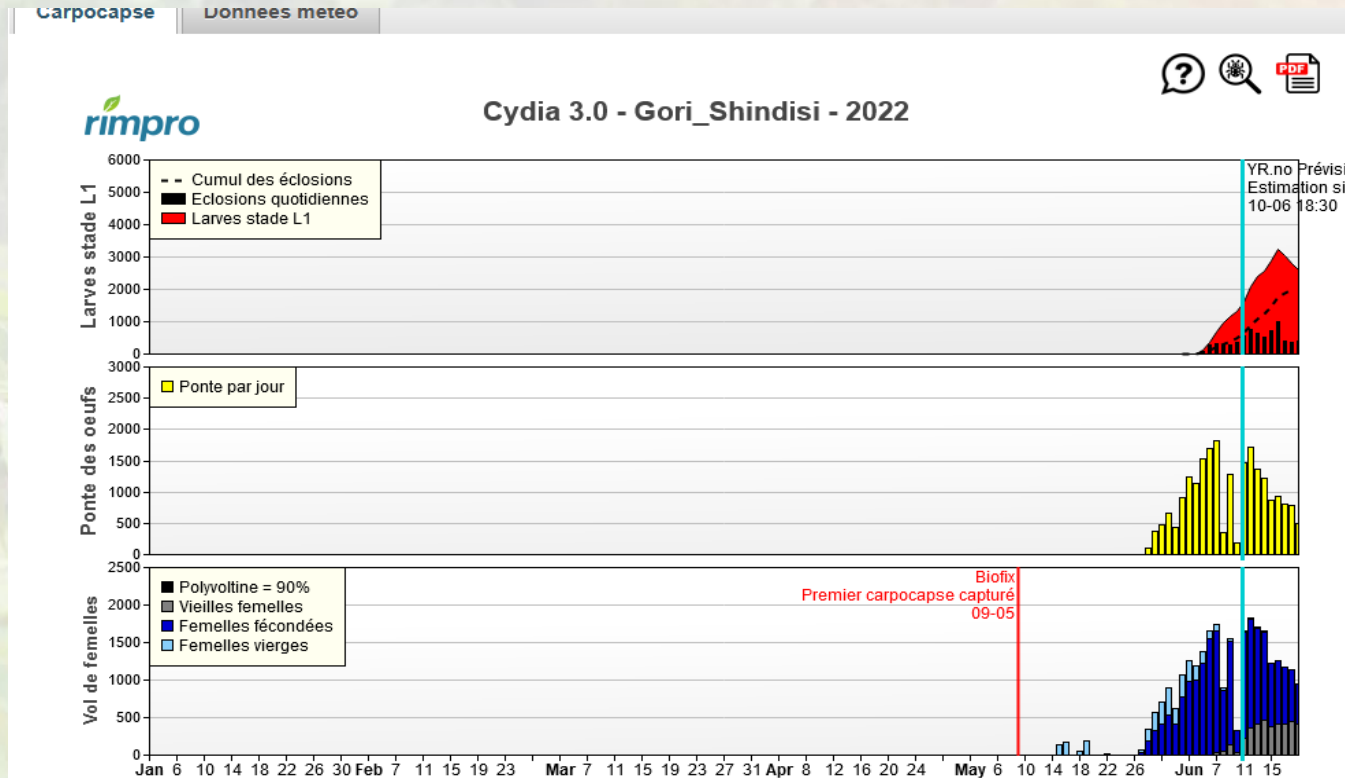 Carpocapse Données météo
PDF
rimpro
Cydia 3.0 - Gori_Shindisi - 2022
Larves stade L1
6000
5000
4000
3000
2000
1000
0
Cumul des éclosions
Eclosions quotidiennes
Larves stade L1
YR.no Prévisi
Estimation si
10-06 18:30
Ponte des oeufs
3000
2500
2000
1500
1000
500
0
Ponte par jour
Vol de femelles
2500
2000
1500
1000
500
0
Polyvoltine = 90%
Vieilles femelles
Femelles fécondées
Femelles vierges
Biofix
Premier carpocapse capturé
09-05
Jan 6 10 14 18 22 26 30 Feb 7 11 15 19 23 Mar 7 11 15 19 23 27 31 Apr 8 12 16 20 24 May 6 10 14 18 22 26 Jun 7 11 15